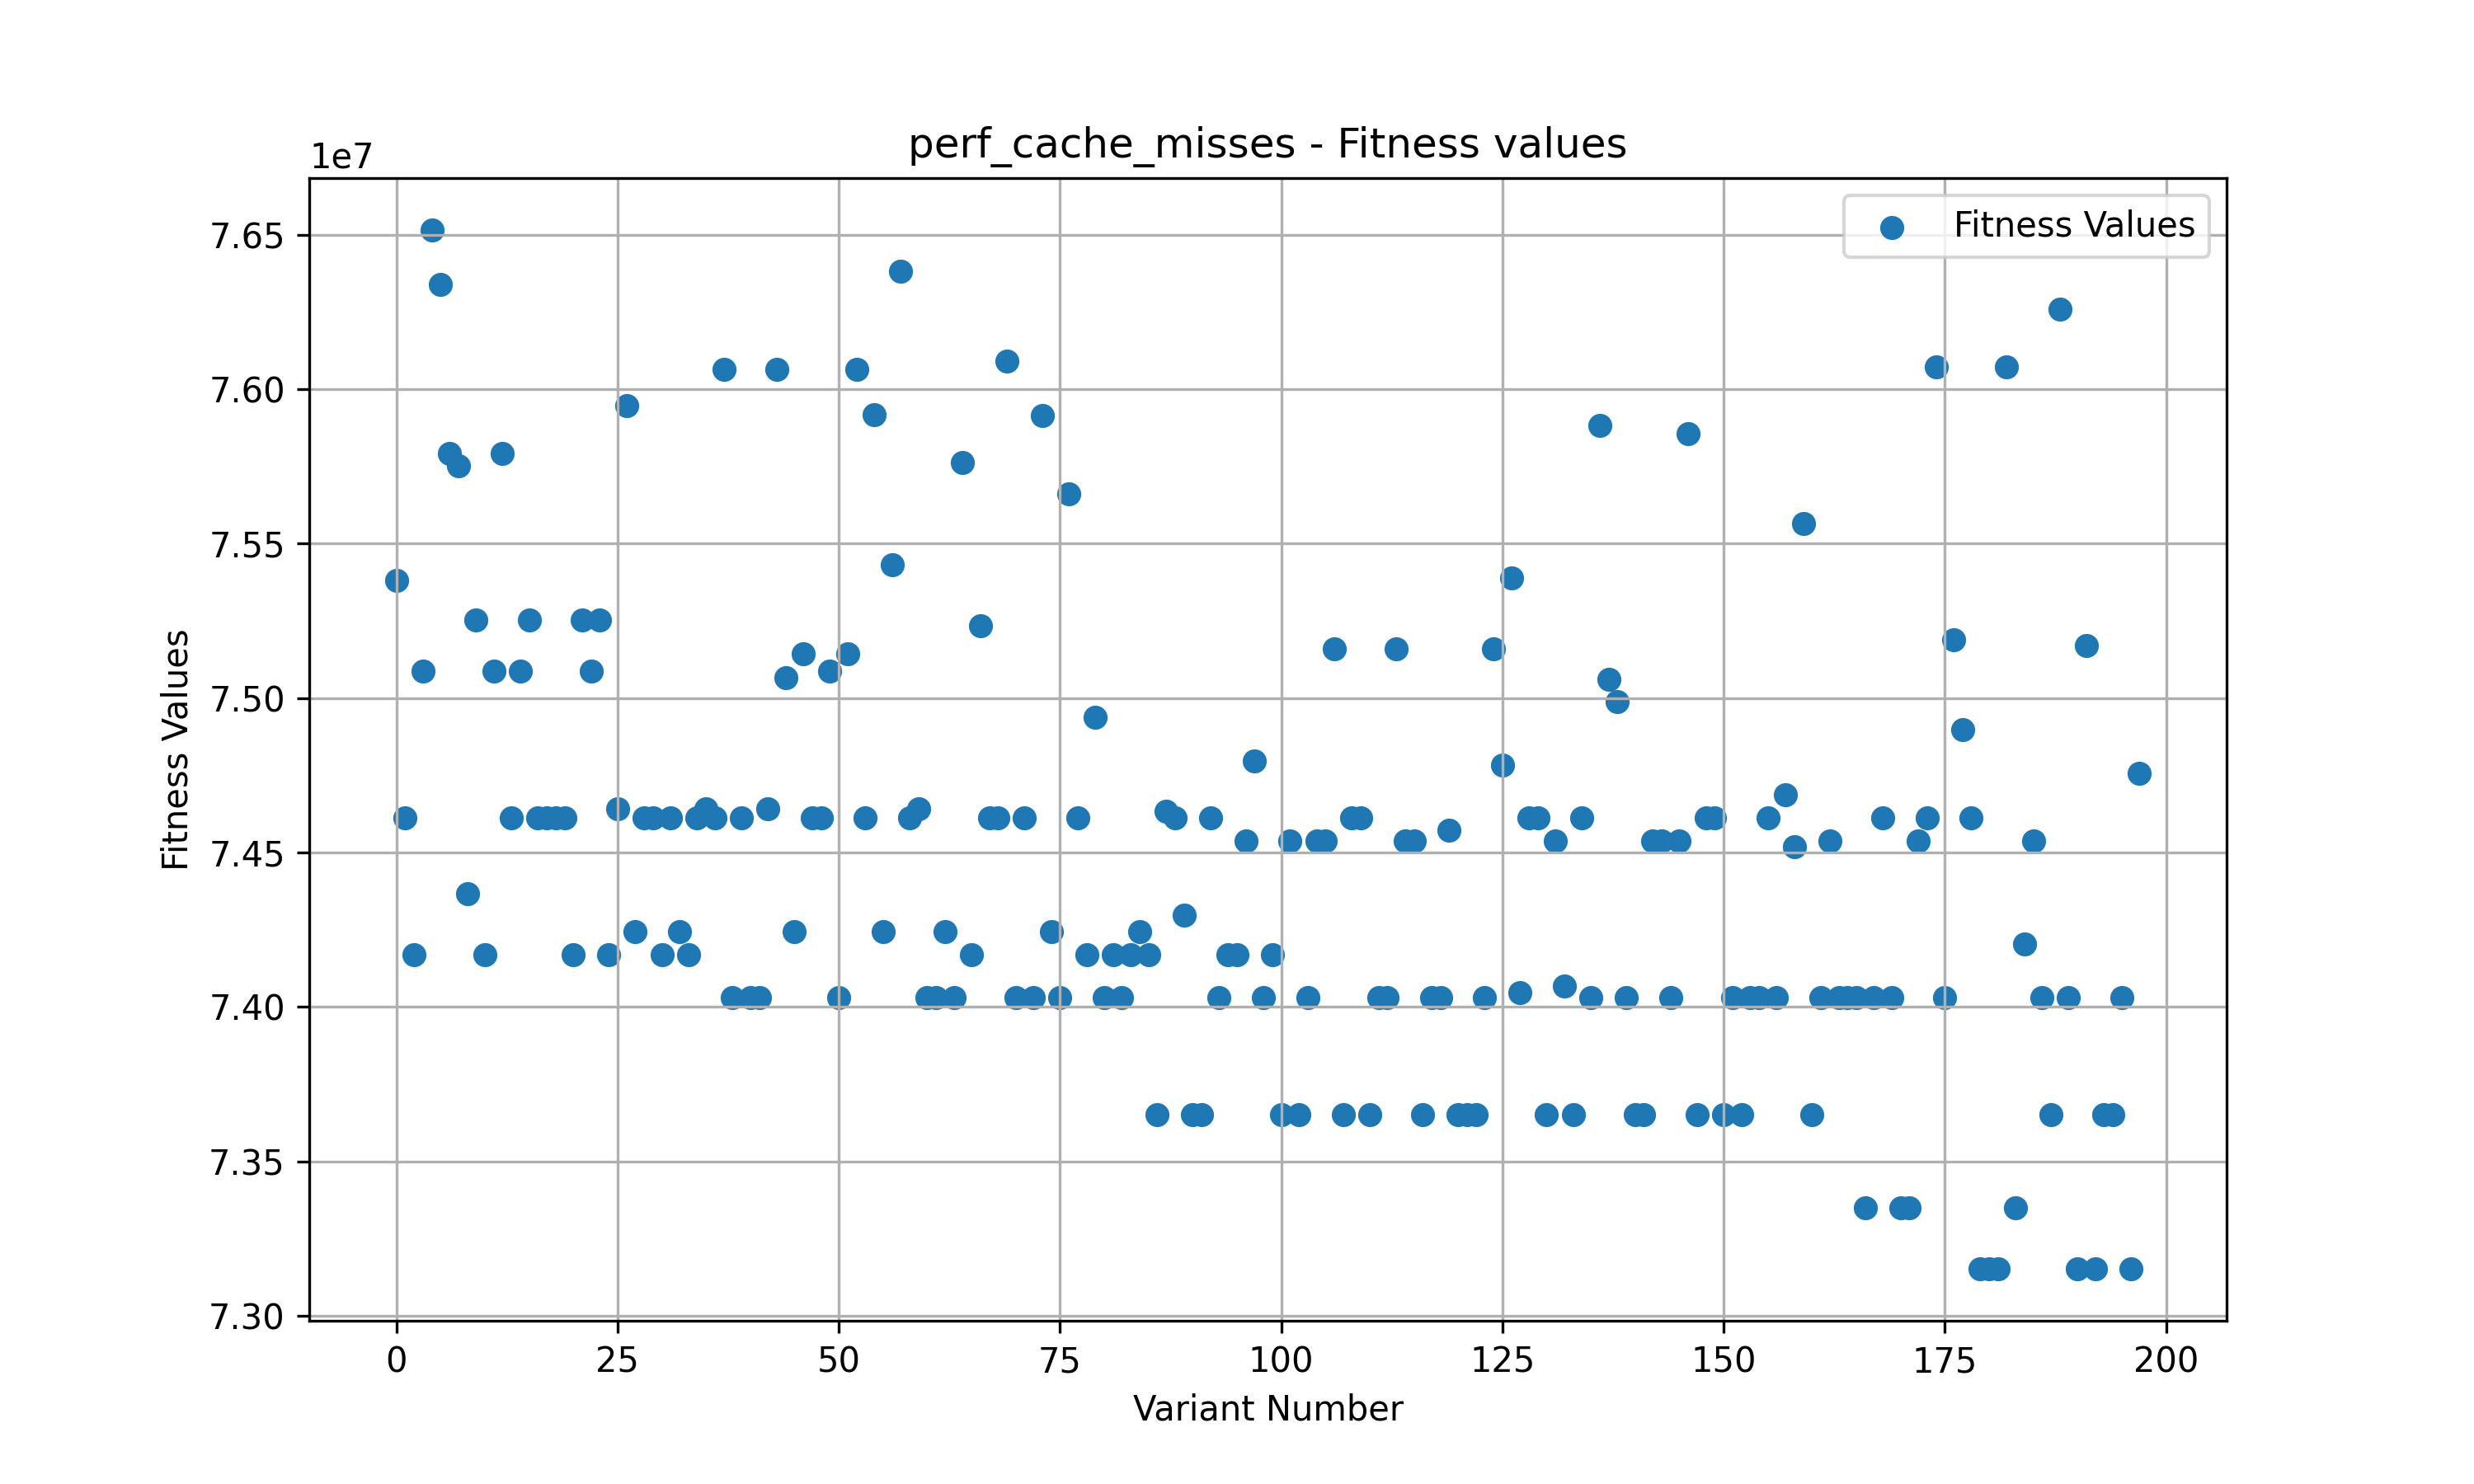 perf_cache_misses - Fitness values
1e7
Fitness Values
7.65
7.60
7.55
7.50
7.45
7.40
7.35
7.30
Fitness Values
0 25 50 75 100 125 150 175 200
Variant Number